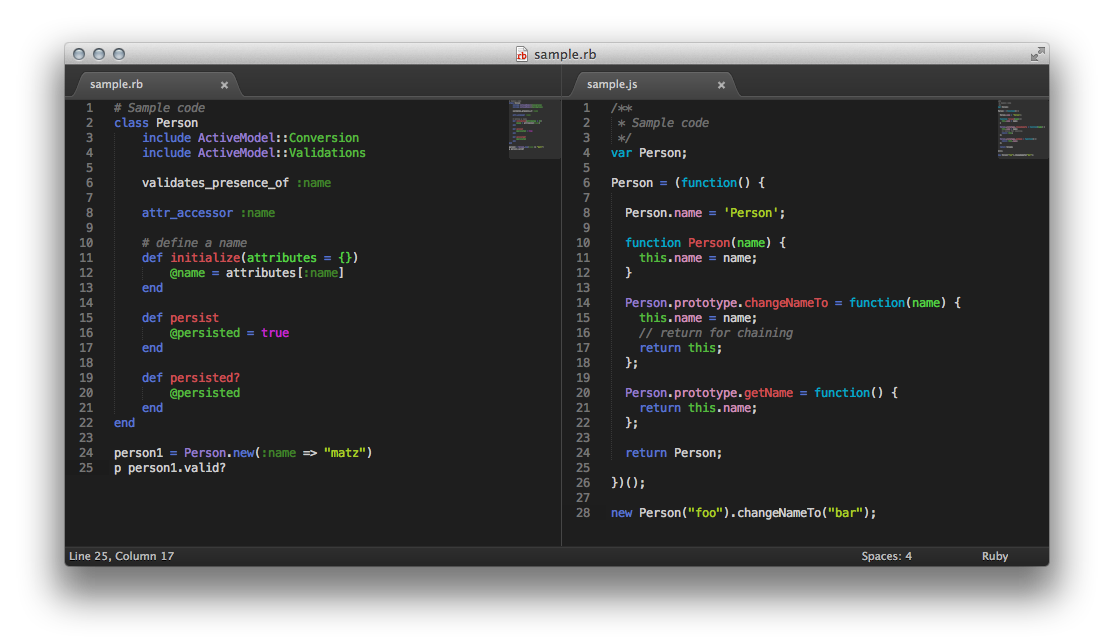 sample.rb
sample.rb
1 # Sample code
2 class Person
3     include ActiveModel::Conversion
4     include ActiveModel::Validations
5
6     validates_presence_of :name
7
8     attr_accessor :name
9
10     # define a name
11     def initialize(attributes = {})
12         @name = attributes[:name]
13     end
14
15     def persist
16         @persisted = true
17     end
18
19     def persisted?
20         @persisted
21     end
22 end
23
24 person1 = Person.new(:name => "matz")
25 p person1.valid?
sample.js
1 /**
2  * Sample code
3  */
4 var Person;
5
6 Person = (function() {
7
8   Person.name = 'Person';
9
10   function Person(name) {
11     this.name = name;
12   }
13
14   Person.prototype.changeNameTo = function(name) {
15     this.name = name;
16     // return for chaining
17     return this;
18   };
19
20   Person.prototype.getName = function() {
21     return this.name;
22   };
23
24   return Person;
25
26 })();
27
28 new Person("foo").changeNameTo("bar");
Line 25, Column 17
Spaces: 4
Ruby